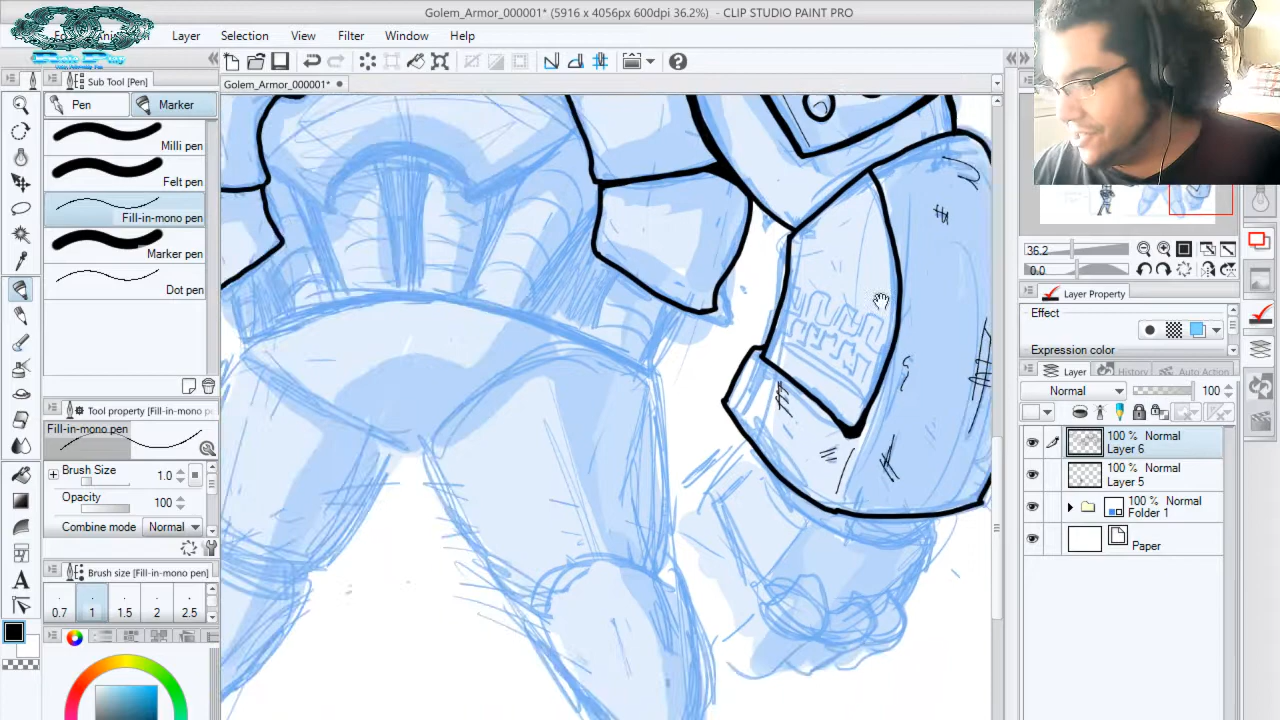 Golem_Armor_000001* (5916 x 4056px 600dpi 36.2%) - CLIP STUDIO PAINT PRO
Layer Selection View Filter Window Help
Sub Tool [Pen]
Golem_Armor_000001*
Pen Marker
Milli pen
Felt pen
Fill-in-mono pen
Marker pen
Dot pen
Tool property [Fill-in-mono p
Fill-in-mono pen
Brush Size 1.0
Opacity 100
Combine mode Normal
Brush size [Fill-in-mono pen]
0.7 1 1.5 2 2.5
36.2
0.0
Layer Property
Effect
Expression color
Layer History Auto Action
Normal 100
100 % Normal
Layer 6
100 % Normal
Layer 5
100 % Normal
Folder 1
Paper